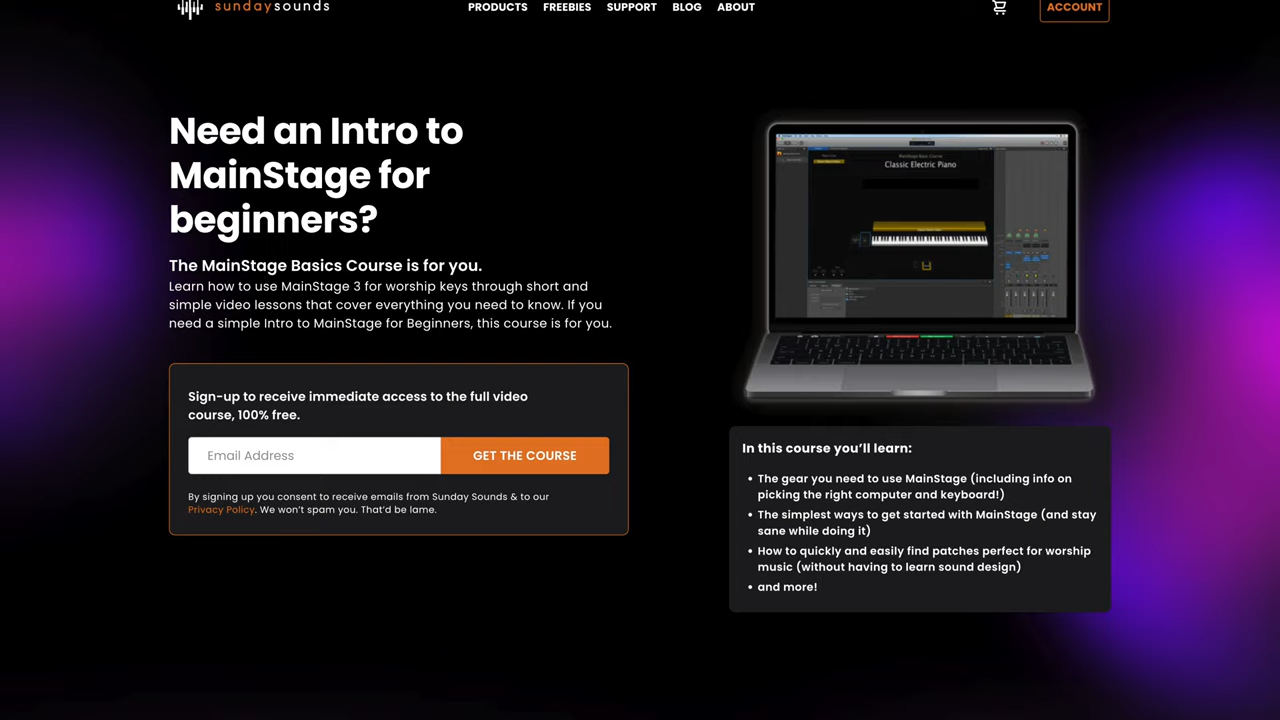 sundaysounds
PRODUCTS FREEBIES SUPPORT BLOG ABOUT
ACCOUNT
Need an Intro to
MainStage for
beginners?
The MainStage Basics Course is for you.
Learn how to use MainStage 3 for worship keys through short and
simple video lessons that cover everything you need to know. If you
need a simple Intro to MainStage for Beginners, this course is for you.
Sign-up to receive immediate access to the full video
course, 100% free.
Email Address
GET THE COURSE
By signing up you consent to receive emails from Sunday Sounds & to our
Privacy Policy. We won't spam you. That'd be lame.
MainStage Basic Course
Classic Electric Piano
In this course you'll learn:
• The gear you need to use MainStage (including info on
picking the right computer and keyboard!)
• The simplest ways to get started with MainStage (and stay
sane while doing it)
• How to quickly and easily find patches perfect for worship
music (without having to learn sound design)
• and more!